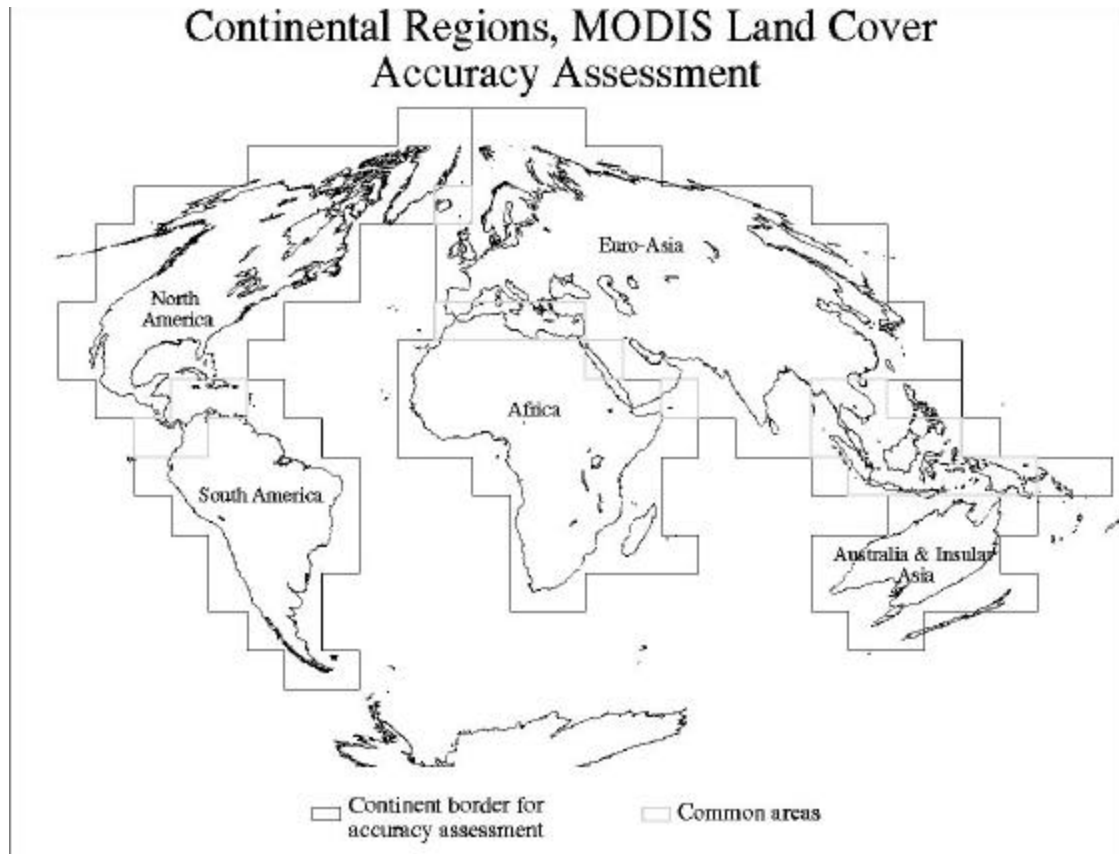 Continental Regions, MODIS Land Cover
Accuracy Assessment
Euro-Asia
North
America
Africa
South America
Australia & Insular
Asia
Continent border for
accuracy assessment
Common areas